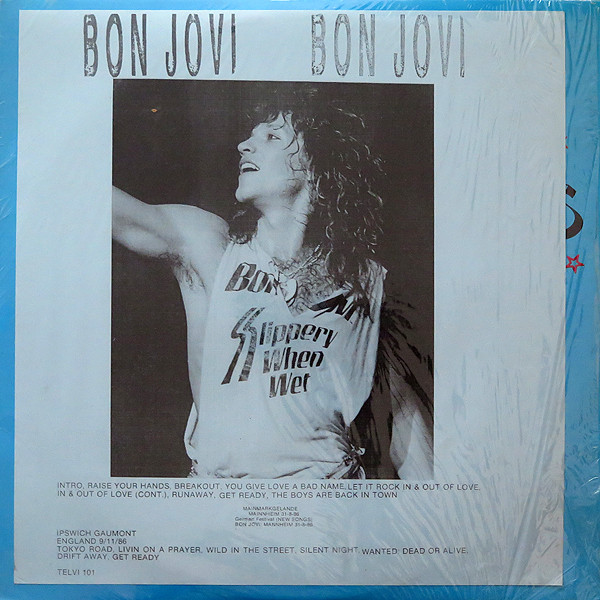 BON JOVI BON JOVI
BON JOVI
Slippery
When
Wet
INTRO, RAISE YOUR HANDS, BREAKOUT, YOU GIVE LOVE A BAD NAME, LET IT ROCK IN & OUT OF LOVE,
IN & OUT OF LOVE (CONT.), RUNAWAY, GET READY, THE BOYS ARE BACK IN TOWN
MAINMARKGELANDE
MAINNHEIM 31-8-86
German Festival (NEW SONGS)
BON JOVI, MANNHEIM 31-8-86.
IPSWICH GAUMONT
ENGLAND 9/11/86
TOKYO ROAD, LIVIN ON A PRAYER, WILD IN THE STREET, SILENT NIGHT, WANTED: DEAD OR ALIVE,
DRIFT AWAY, GET READY
TELVI 101
S